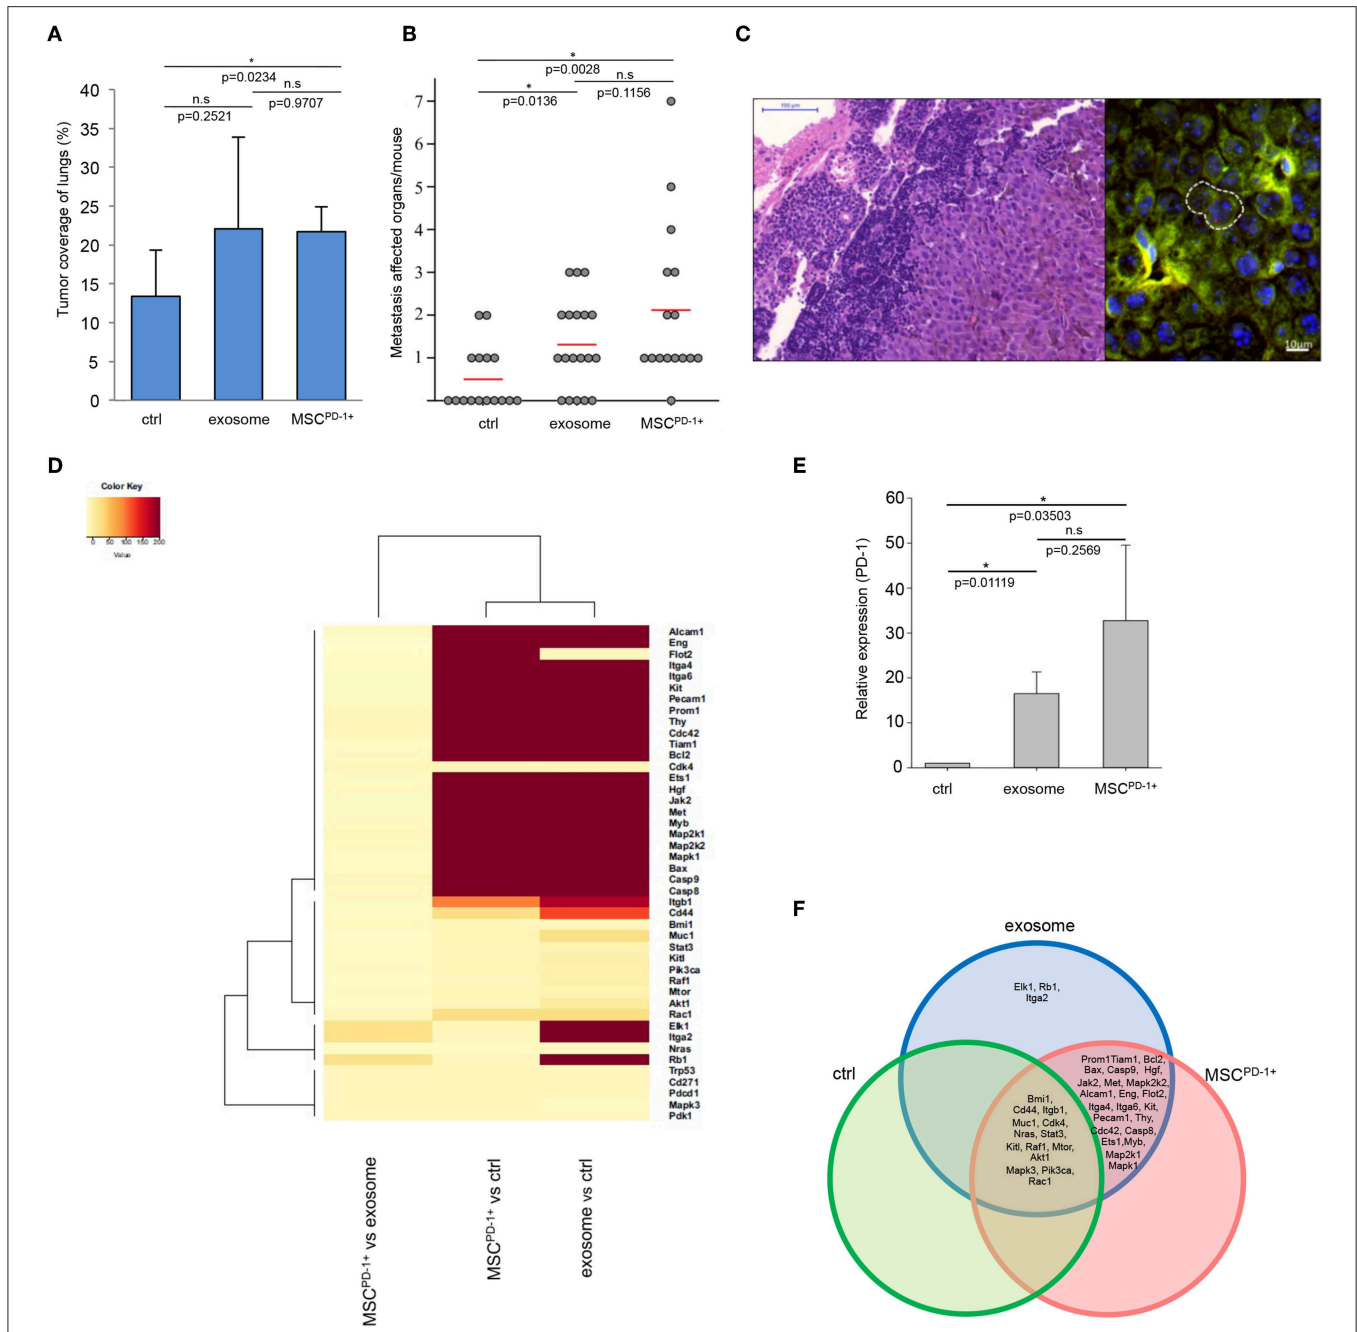 A
*
p=0.0234
n.s
n.s
p=0.9707
p=0.2521
Tumor coverage of lungs (%)
40
35
30
25
20
15
10
5
0
ctrl
exosome
MSCPD-1+
B
*
p=0.0028
n.s
*
p=0.1156
p=0.0136
Metastasis affected organs/mouse
7
6
5
4
3
2
1
ctrl
exosome
MSCPD-1+
C
100 µm
10µm
D
Color Key
0 50 100 150 200
Value
Alcam1
Eng
Flot2
Itga4
Itga6
Kit
Pecam1
Prom1
Thy
Cdc42
Tiam1
Bcl2
Cdk4
Ets1
Hgf
Jak2
Met
Myb
Map2k1
Map2k2
Mapk1
Bax
Casp9
Casp8
Itgb1
Cd44
Bmi1
Muc1
Stat3
Kitl
Pik3ca
Raf1
Mtor
Akt1
Rac1
Elk1
Itga2
Nras
Rb1
Trp53
Cd271
Pdcd1
Mapk3
Pdk1
MSCPD-1+ vs exosome
MSCPD-1+ vs ctrl
exosome vs ctrl
E
*
p=0.03503
n.s
p=0.2569
*
p=0.01119
Relative expression (PD-1)
60
50
40
30
20
10
0
ctrl
exosome
MSCPD-1+
F
exosome
Elk1, Rb1,
Itga2
ctrl
MSCPD-1+
Prom1Tiam1, Bcl2,
Bax, Casp9, Hgf,
Jak2, Met, Mapk2k2,
Alcam1, Eng, Flot2,
Itga4, Itga6, Kit,
Pecam1, Thy,
Cdc42, Casp8,
Ets1,Myb,
Map2k1
Mapk1
Bmi1,
Cd44, Itgb1,
Muc1, Cdk4,
Nras, Stat3,
Kitl, Raf1, Mtor,
Akt1
Mapk3, Pik3ca,
Rac1